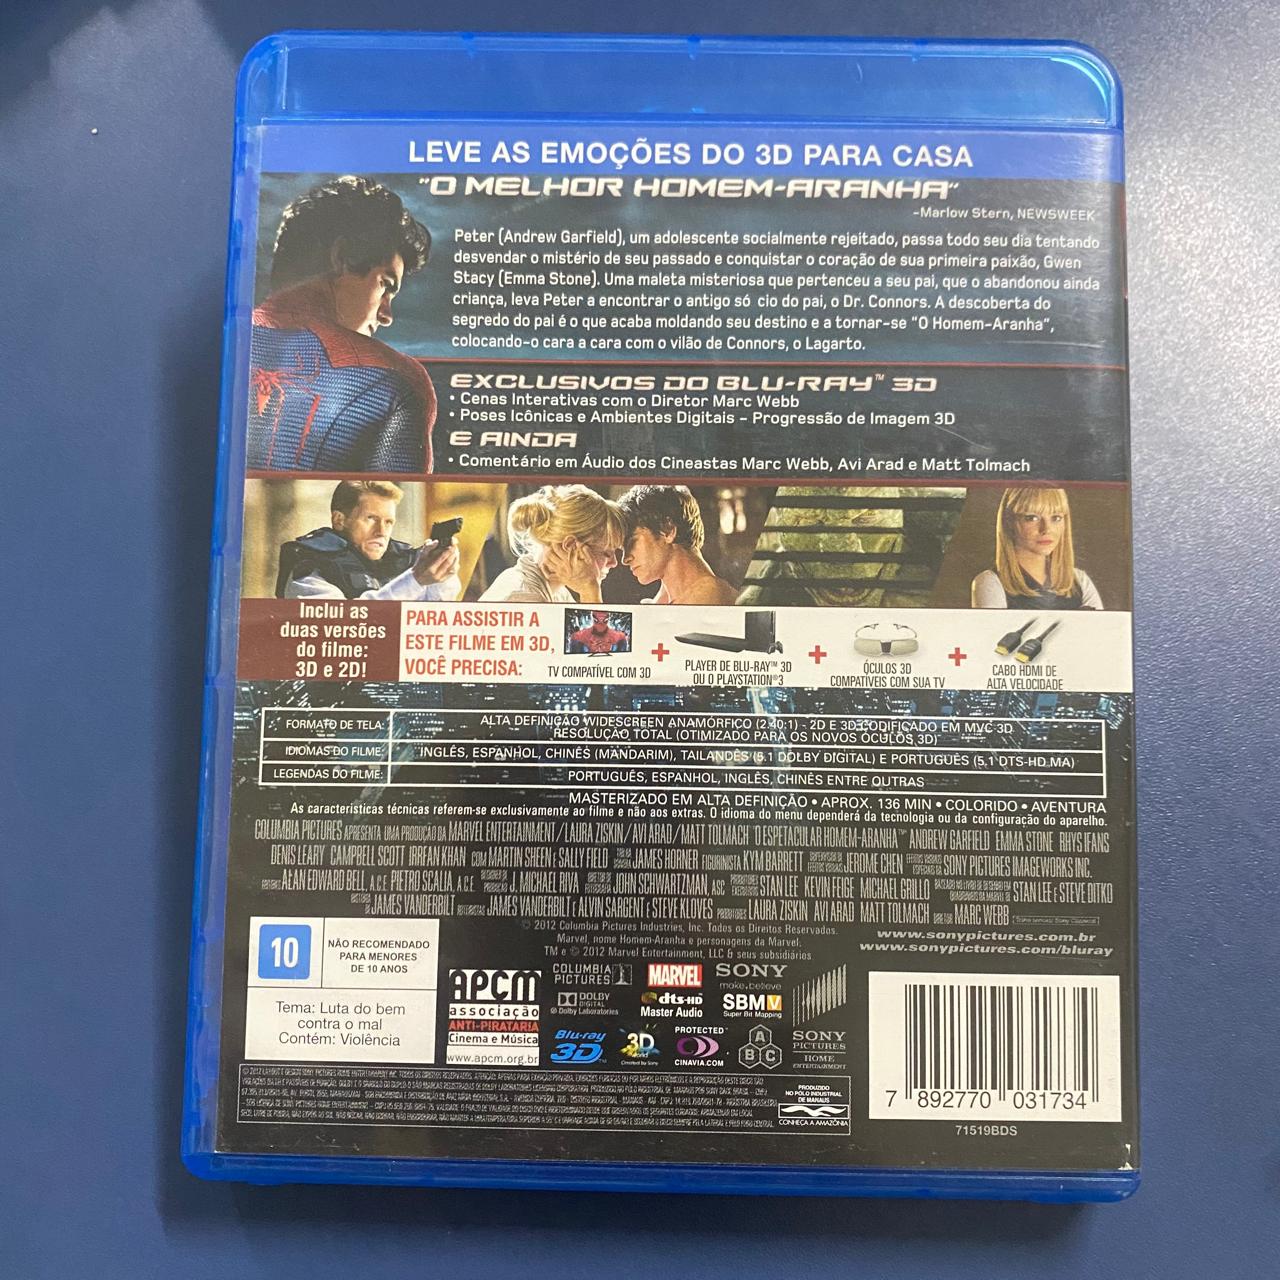 LEVE AS EMOÇÕES DO 3D PARA CASA
"O MELHOR HOMEM-ARANHA"
-Marlow Stern, NEWSWEEK
Peter (Andrew Garfield), um adolescente socialmente rejeitado, passa todo seu dia tentando
desvendar o mistério de seu passado e conquistar o coração de sua primeira paixão, Gwen
Stacy (Emma Stone). Uma maleta misteriosa que pertenceu a seu pai, que o abandonou ainda
criança, leva Peter a encontrar o antigo só cio do pai, o Dr. Connors. A descoberta do
segredo do pai é o que acaba moldando seu destino e a tornar-se "O Homem-Aranha",
colocando-o cara a cara com o vilão de Connors, o Lagarto.
EXCLUSIVOS DO BLU-RAY™ 3D
• Cenas Interativas com o Diretor Marc Webb
• Poses Icônicas e Ambientes Digitais – Progressão de Imagem 3D
E AINDA
• Comentário em Áudio dos Cineastas Marc Webb, Avi Arad e Matt Tolmach
Inclui as
duas versões
do filme:
3D e 2D!
PARA ASSISTIR A
ESTE FILME EM 3D,
VOCÊ PRECISA:
TV COMPATÍVEL COM 3D
+
PLAYER DE BLU-RAY™ 3D
OU O PLAYSTATION®3
+
ÓCULOS 3D
COMPATÍVEIS COM SUA TV
+
CABO HDMI DE
ALTA VELOCIDADE
FORMATO DE TELA: ALTA DEFINIÇÃO WIDESCREEN ANAMÓRFICO (2.40:1) - 2D E 3D CODIFICADO EM MVC 3D
RESOLUÇÃO TOTAL (OTIMIZADO PARA OS NOVOS ÓCULOS 3D)
IDIOMAS DO FILME: INGLÊS, ESPANHOL, CHINÊS (MANDARIM), TAILANDÊS (5.1 DOLBY DIGITAL) E PORTUGUÊS (5.1 DTS-HD MA)
LEGENDAS DO FILME: PORTUGUÊS, ESPANHOL, INGLÊS, CHINÊS ENTRE OUTRAS
MASTERIZADO EM ALTA DEFINIÇÃO • APROX. 136 MIN • COLORIDO • AVENTURA
As características técnicas referem-se exclusivamente ao filme e não aos extras. O idioma do menu dependerá da tecnologia ou da configuração do aparelho.
COLUMBIA PICTURES APRESENTA UMA PRODUÇÃO DA MARVEL ENTERTAINMENT / LAURA ZISKIN / AVI ARAD / MATT TOLMACH O ESPETACULAR HOMEM-ARANHA™ ANDREW GARFIELD EMMA STONE RHYS IFANS
DENIS LEARY CAMPBELL SCOTT IRRFAN KHAN COM MARTIN SHEEN E SALLY FIELD JAMES HORNER FIGURINISTA KYM BARRETT JEROME CHEN SONY PICTURES IMAGEWORKS INC.
ALAN EDWARD BELL, A.C.E. PIETRO SCALIA, A.C.E. J. MICHAEL RIVA JOHN SCHWARTZMAN, ASC STAN LEE KEVIN FEIGE MICHAEL GRILLO STAN LEE E STEVE DITKO
JAMES VANDERBILT JAMES VANDERBILT E ALVIN SARGENT E STEVE KLOVES LAURA ZISKIN AVI ARAD MATT TOLMACH MARC WEBB
© 2012 Columbia Pictures Industries, Inc. Todos os Direitos Reservados.
Marvel, nome Homem-Aranha e personagens da Marvel:
TM e © 2012 Marvel Entertainment, LLC & seus subsidiários.
www.sonypictures.com.br
www.sonypictures.com/bluray
10
NÃO RECOMENDADO
PARA MENORES
DE 10 ANOS
Tema: Luta do bem
contra o mal
Contém: Violência
APCM
associação
ANTI-PIRATARIA
Cinema e Música
www.apcm.org.br
COLUMBIA
PICTURES
MARVEL
SONY
make.believe
DOLBY
DIGITAL
® Dolby Laboratories
dts-HD
Master Audio
SBMV
Super Bit Mapping
Blu-ray
3D
3D
World
Created by Sony
PROTECTED
CINAVIA.COM
A
B C
SONY
PICTURES
HOME
ENTERTAINMENT
PRODUZIDO
NO PÓLO INDUSTRIAL
DE MANAUS
CONHEÇA A AMAZÔNIA
7 892770 031734
71519BDS